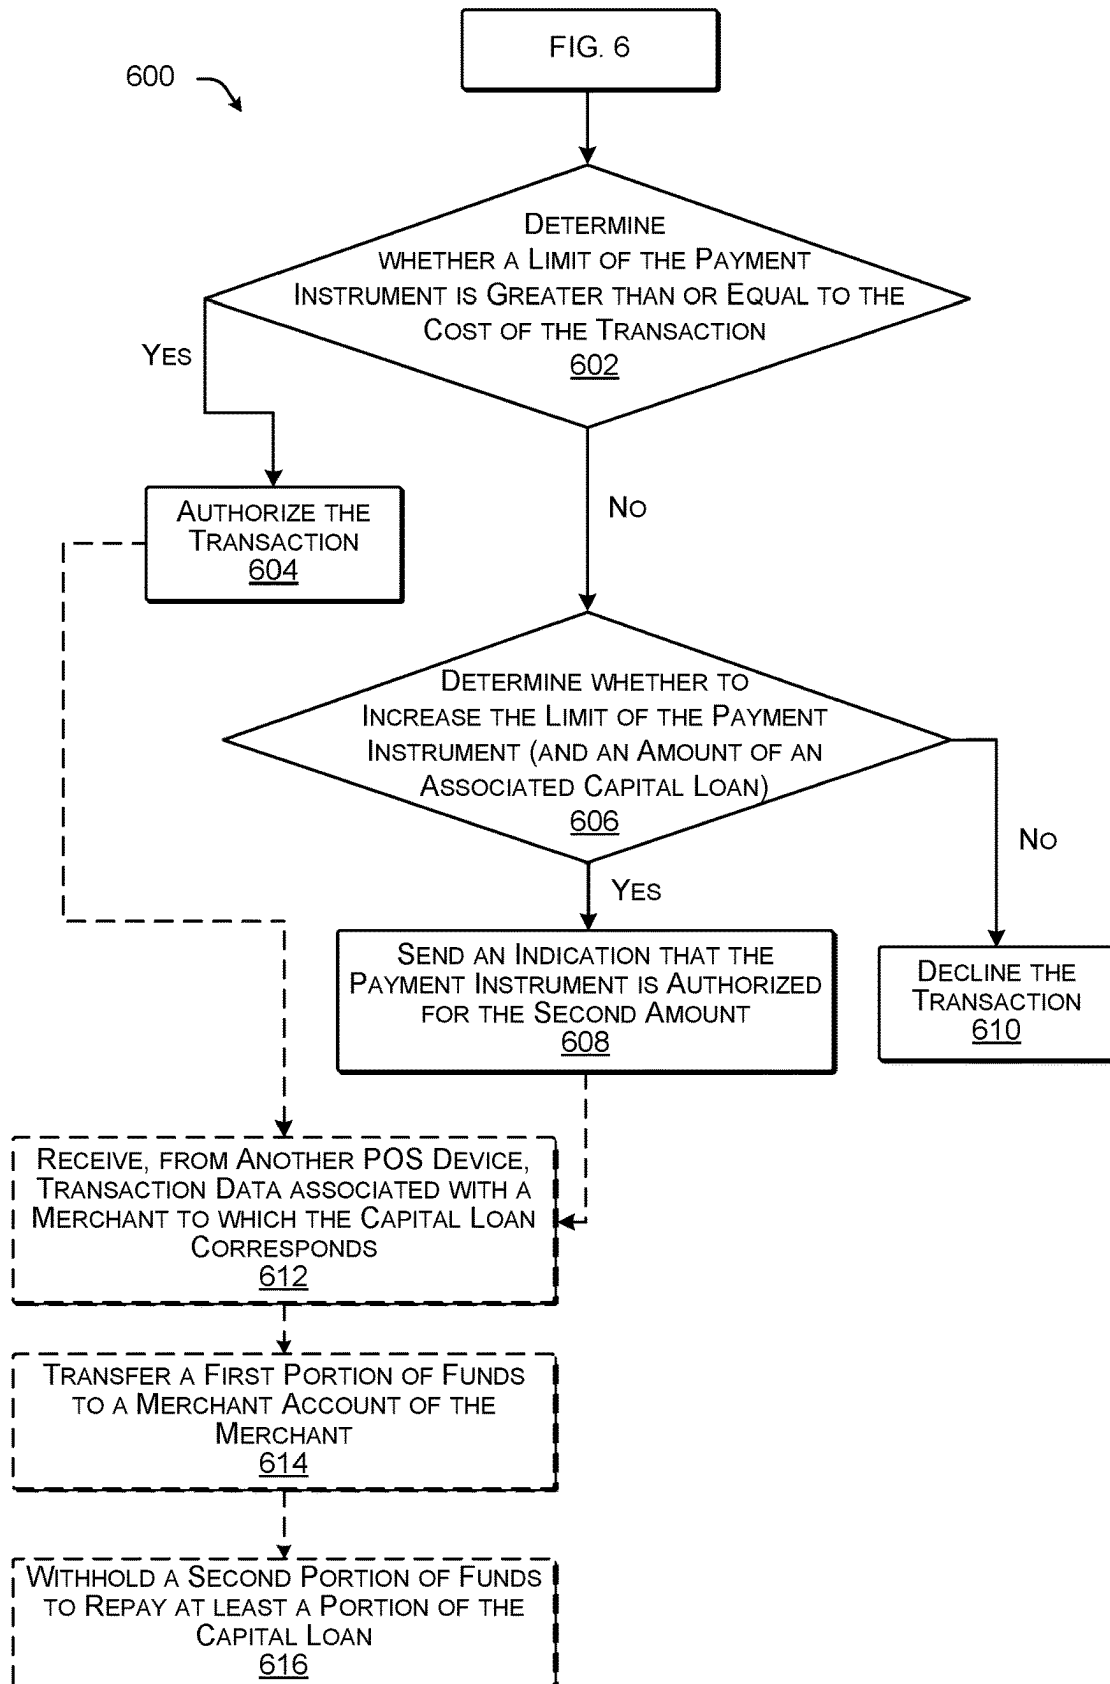 FIG. 6
600
DETERMINE
WHETHER A LIMIT OF THE PAYMENT
INSTRUMENT IS GREATER THAN OR EQUAL TO THE
COST OF THE TRANSACTION
602
YES
NO
AUTHORIZE THE
TRANSACTION
604
DETERMINE WHETHER TO
INCREASE THE LIMIT OF THE PAYMENT
INSTRUMENT (AND AN AMOUNT OF AN
ASSOCIATED CAPITAL LOAN)
606
NO
YES
SEND AN INDICATION THAT THE
PAYMENT INSTRUMENT IS AUTHORIZED
FOR THE SECOND AMOUNT
608
DECLINE THE
TRANSACTION
610
RECEIVE, FROM ANOTHER POS DEVICE,
TRANSACTION DATA ASSOCIATED WITH A
MERCHANT TO WHICH THE CAPITAL LOAN
CORRESPONDS
612
TRANSFER A FIRST PORTION OF FUNDS
TO A MERCHANT ACCOUNT OF THE
MERCHANT
614
WITHHOLD A SECOND PORTION OF FUNDS
TO REPAY AT LEAST A PORTION OF THE
CAPITAL LOAN
616